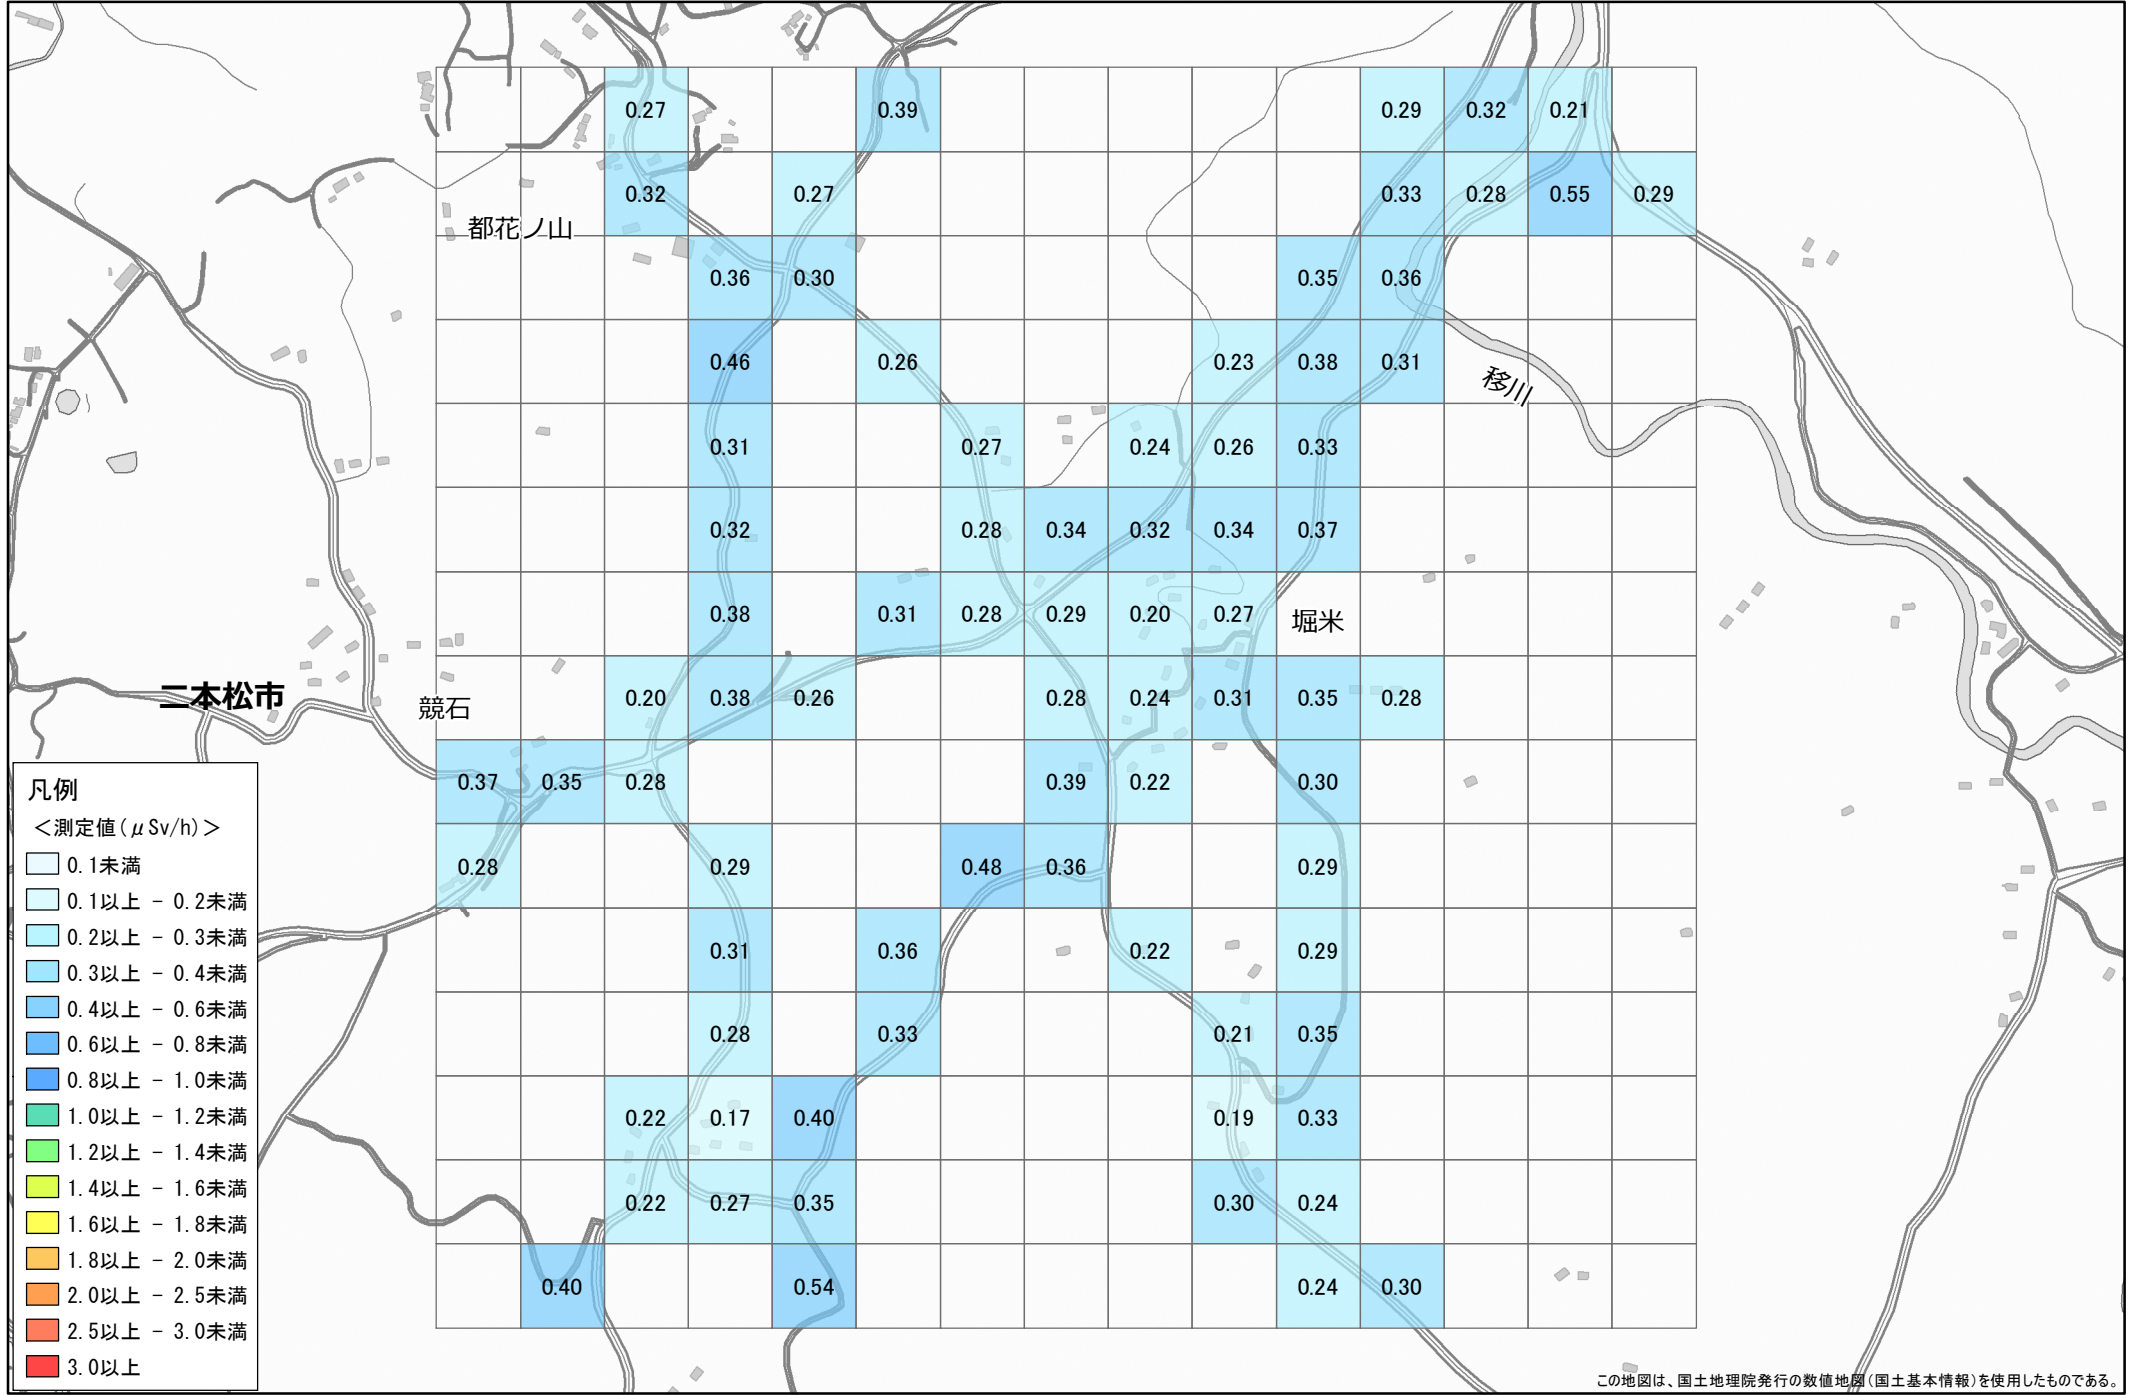 0.27 0.39 0.29 0.32 0.21
0.32 0.27 0.33 0.28 0.55 0.29
都花ノ山
0.36 0.30 0.35 0.36
0.46 0.26 0.23 0.38 0.31
移川
0.31 0.27 0.24 0.26 0.33
0.32 0.28 0.34 0.32 0.34 0.37
0.38 0.31 0.28 0.29 0.20 0.27
堀米
0.20 0.38 0.26 0.28 0.24 0.31 0.35 0.28
二本松市
競石
0.37 0.35 0.28 0.39 0.22 0.30
0.28 0.29 0.48 0.36 0.29
0.31 0.36 0.22 0.29
0.28 0.33 0.21 0.35
0.22 0.17 0.40 0.19 0.33
0.22 0.27 0.35 0.30 0.24
0.40 0.54 0.24 0.30
凡例
＜測定値(μSv/h)＞
0.1未満
0.1以上 - 0.2未満
0.2以上 - 0.3未満
0.3以上 - 0.4未満
0.4以上 - 0.6未満
0.6以上 - 0.8未満
0.8以上 - 1.0未満
1.0以上 - 1.2未満
1.2以上 - 1.4未満
1.4以上 - 1.6未満
1.6以上 - 1.8未満
1.8以上 - 2.0未満
2.0以上 - 2.5未満
2.5以上 - 3.0未満
3.0以上
この地図は、国土地理院発行の数値地図(国土基本情報)を使用したものである。